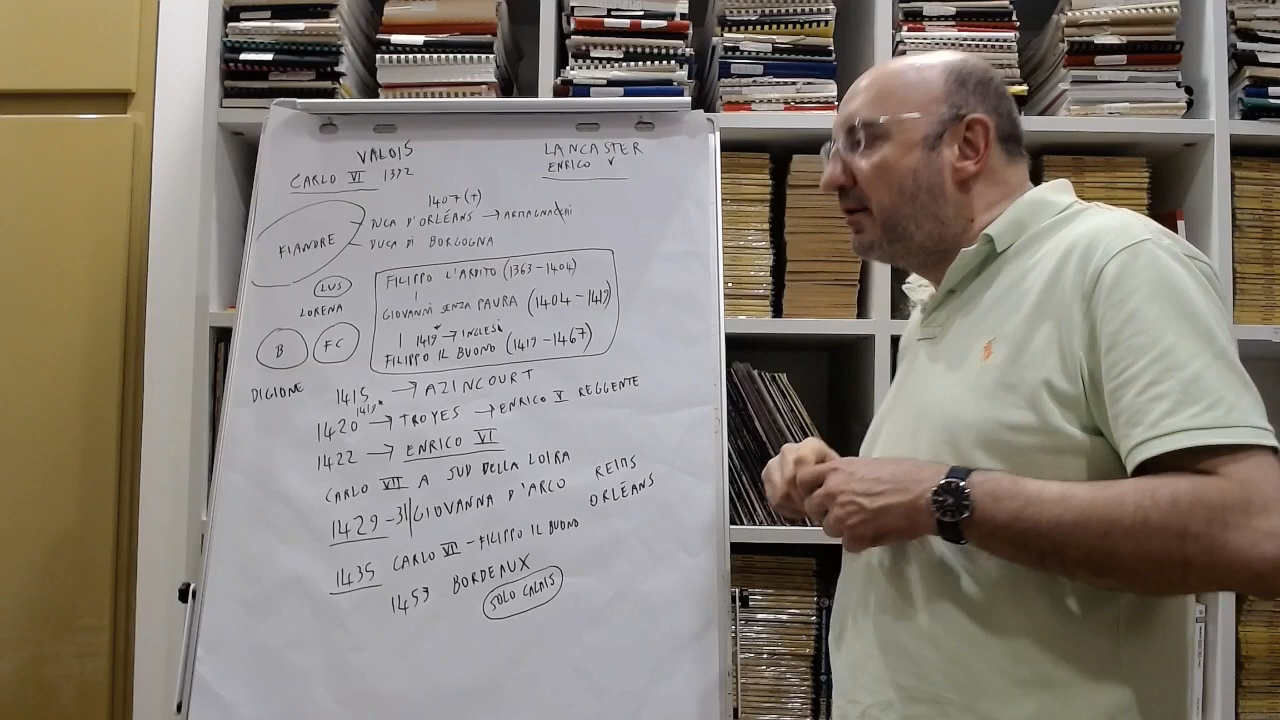 VALOIS
CARLO VI 1392
LANCASTER
ENRICO V
1407 (†)
FIANDRE
DUCA D'ORLÉANS → ARMAGNACCHI
DUCA DI BORGOGNA
LUS
LORENA
B
FC
DIGIONE
FILIPPO L'ARDITO (1363-1404)
GIOVANNI SENZA PAURA (1404-1419)
1419* → INGLESI
FILIPPO IL BUONO (1419-1467)
1415 → AZINCOURT
1419*
1420 → TROYES → ENRICO V REGGENTE
1422 → ENRICO VI
CARLO VII A SUD DELLA LOIRA
1429-31 GIOVANNA D'ARCO REIMS
ORLÉANS
1435 CARLO VII - FILIPPO IL BUONO
1453 BORDEAUX
SOLO CALAIS